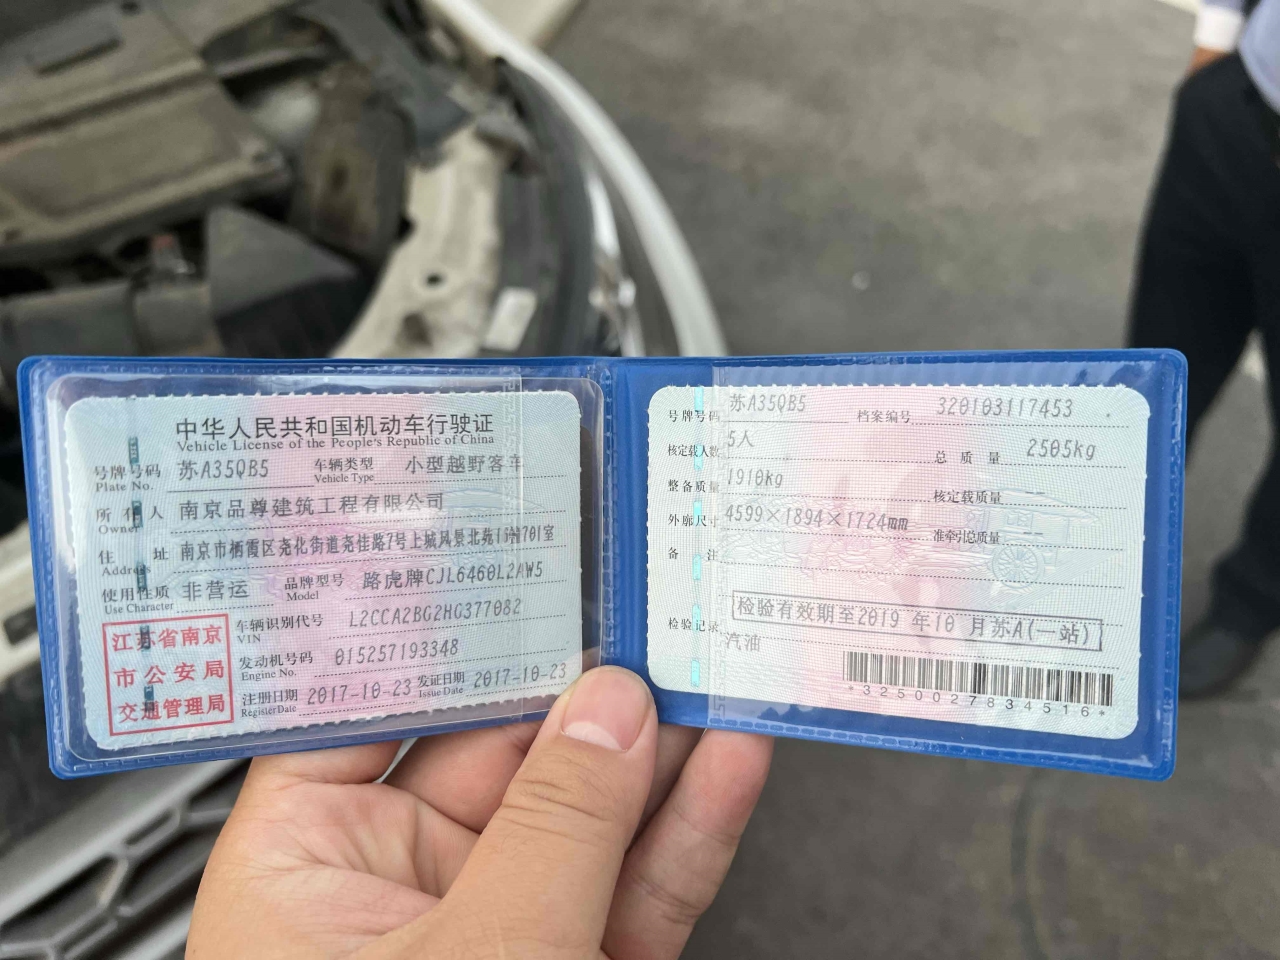 中华人民共和国机动车行驶证
Vehicle License of the People's Republic of China
号牌号码 苏A35QB5 车辆类型 小型越野客车
Plate No. Vehicle Type
所有人 南京品尊建筑工程有限公司
Owner
住址 南京市栖霞区尧化街道尧佳路7号上城风景北苑 701室
Address
使用性质 非营运 品牌型号 路虎牌CJL6460L2AW5
Use Character Model
江苏省南京
市公安局
交通管理局
车辆识别代号 L2CCA2BG2HG377082
VIN
发动机号码 015257193348
Engine No.
注册日期 2017-10-23 发证日期 2017-10-23
Register Date Issue Date
号牌号码 苏A35QB5 档案编号 320103117453
核定载人数 5人 总质量 2505kg
整备质量 1910kg 核定载质量
外廓尺寸 4599×1894×1724mm 准牵引总质量
备注
检验记录 检验有效期至2019 年10 月苏A(一站)
汽油
*3250027834516*